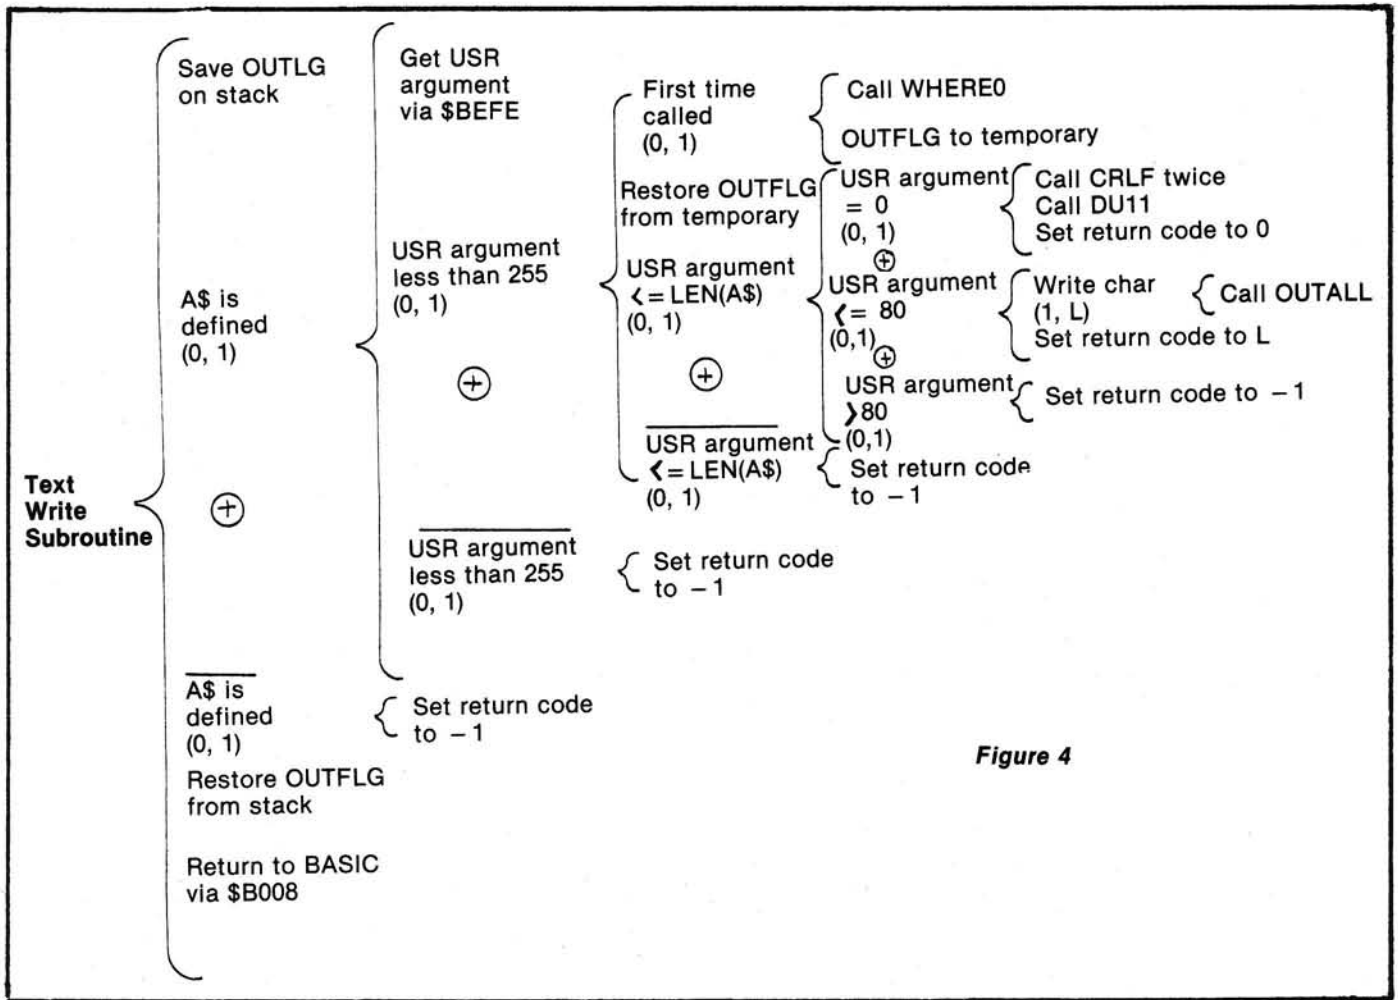 Text
Write
Subroutine
Save OUTLG
on stack
A$ is
defined
(0, 1)
⊕
A$ is
defined
(0, 1)
Restore OUTFLG
from stack
Return to BASIC
via $B008
Get USR
argument
via $BEFE
USR argument
less than 255
(0, 1)
⊕
USR argument
less than 255
(0, 1)
Set return code
to −1
Set return code
to −1
First time
called
(0, 1)
Restore OUTFLG
from temporary
USR argument
<= LEN(A$)
(0, 1)
⊕
USR argument
<= LEN(A$)
(0, 1)
Set return code
to −1
Call WHERE0
OUTFLG to temporary
USR argument
= 0
(0, 1)
⊕
USR argument
<= 80
(0,1)
⊕
USR argument
>80
(0,1)
Call CRLF twice
Call DU11
Set return code to 0
Write char
(1, L)
Set return code to L
Call OUTALL
Set return code to −1
Figure 4